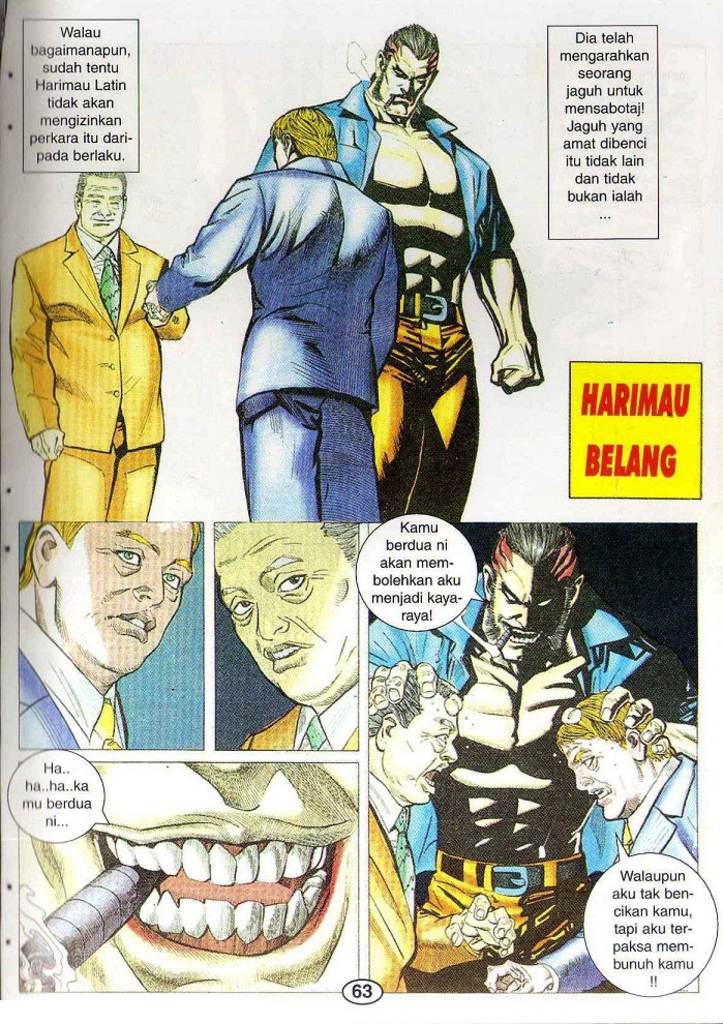 Walau
bagaimanapun,
sudah tentu
Harimau Latin
tidak akan
mengizinkan
perkara itu dari-
pada berlaku.
Dia telah
mengarahkan
seorang
jaguh untuk
mensabotaj!
Jaguh yang
amat dibenci
itu tidak lain
dan tidak
bukan ialah
...
HARIMAU
BELANG
Kamu
berdua ni
akan mem-
bolehkan aku
menjadi kaya-
raya!
Ha..
ha..ha..ka
mu berdua
ni...
Walaupun
aku tak ben-
cikan kamu,
tapi aku ter-
paksa mem-
bunuh kamu
!!
63